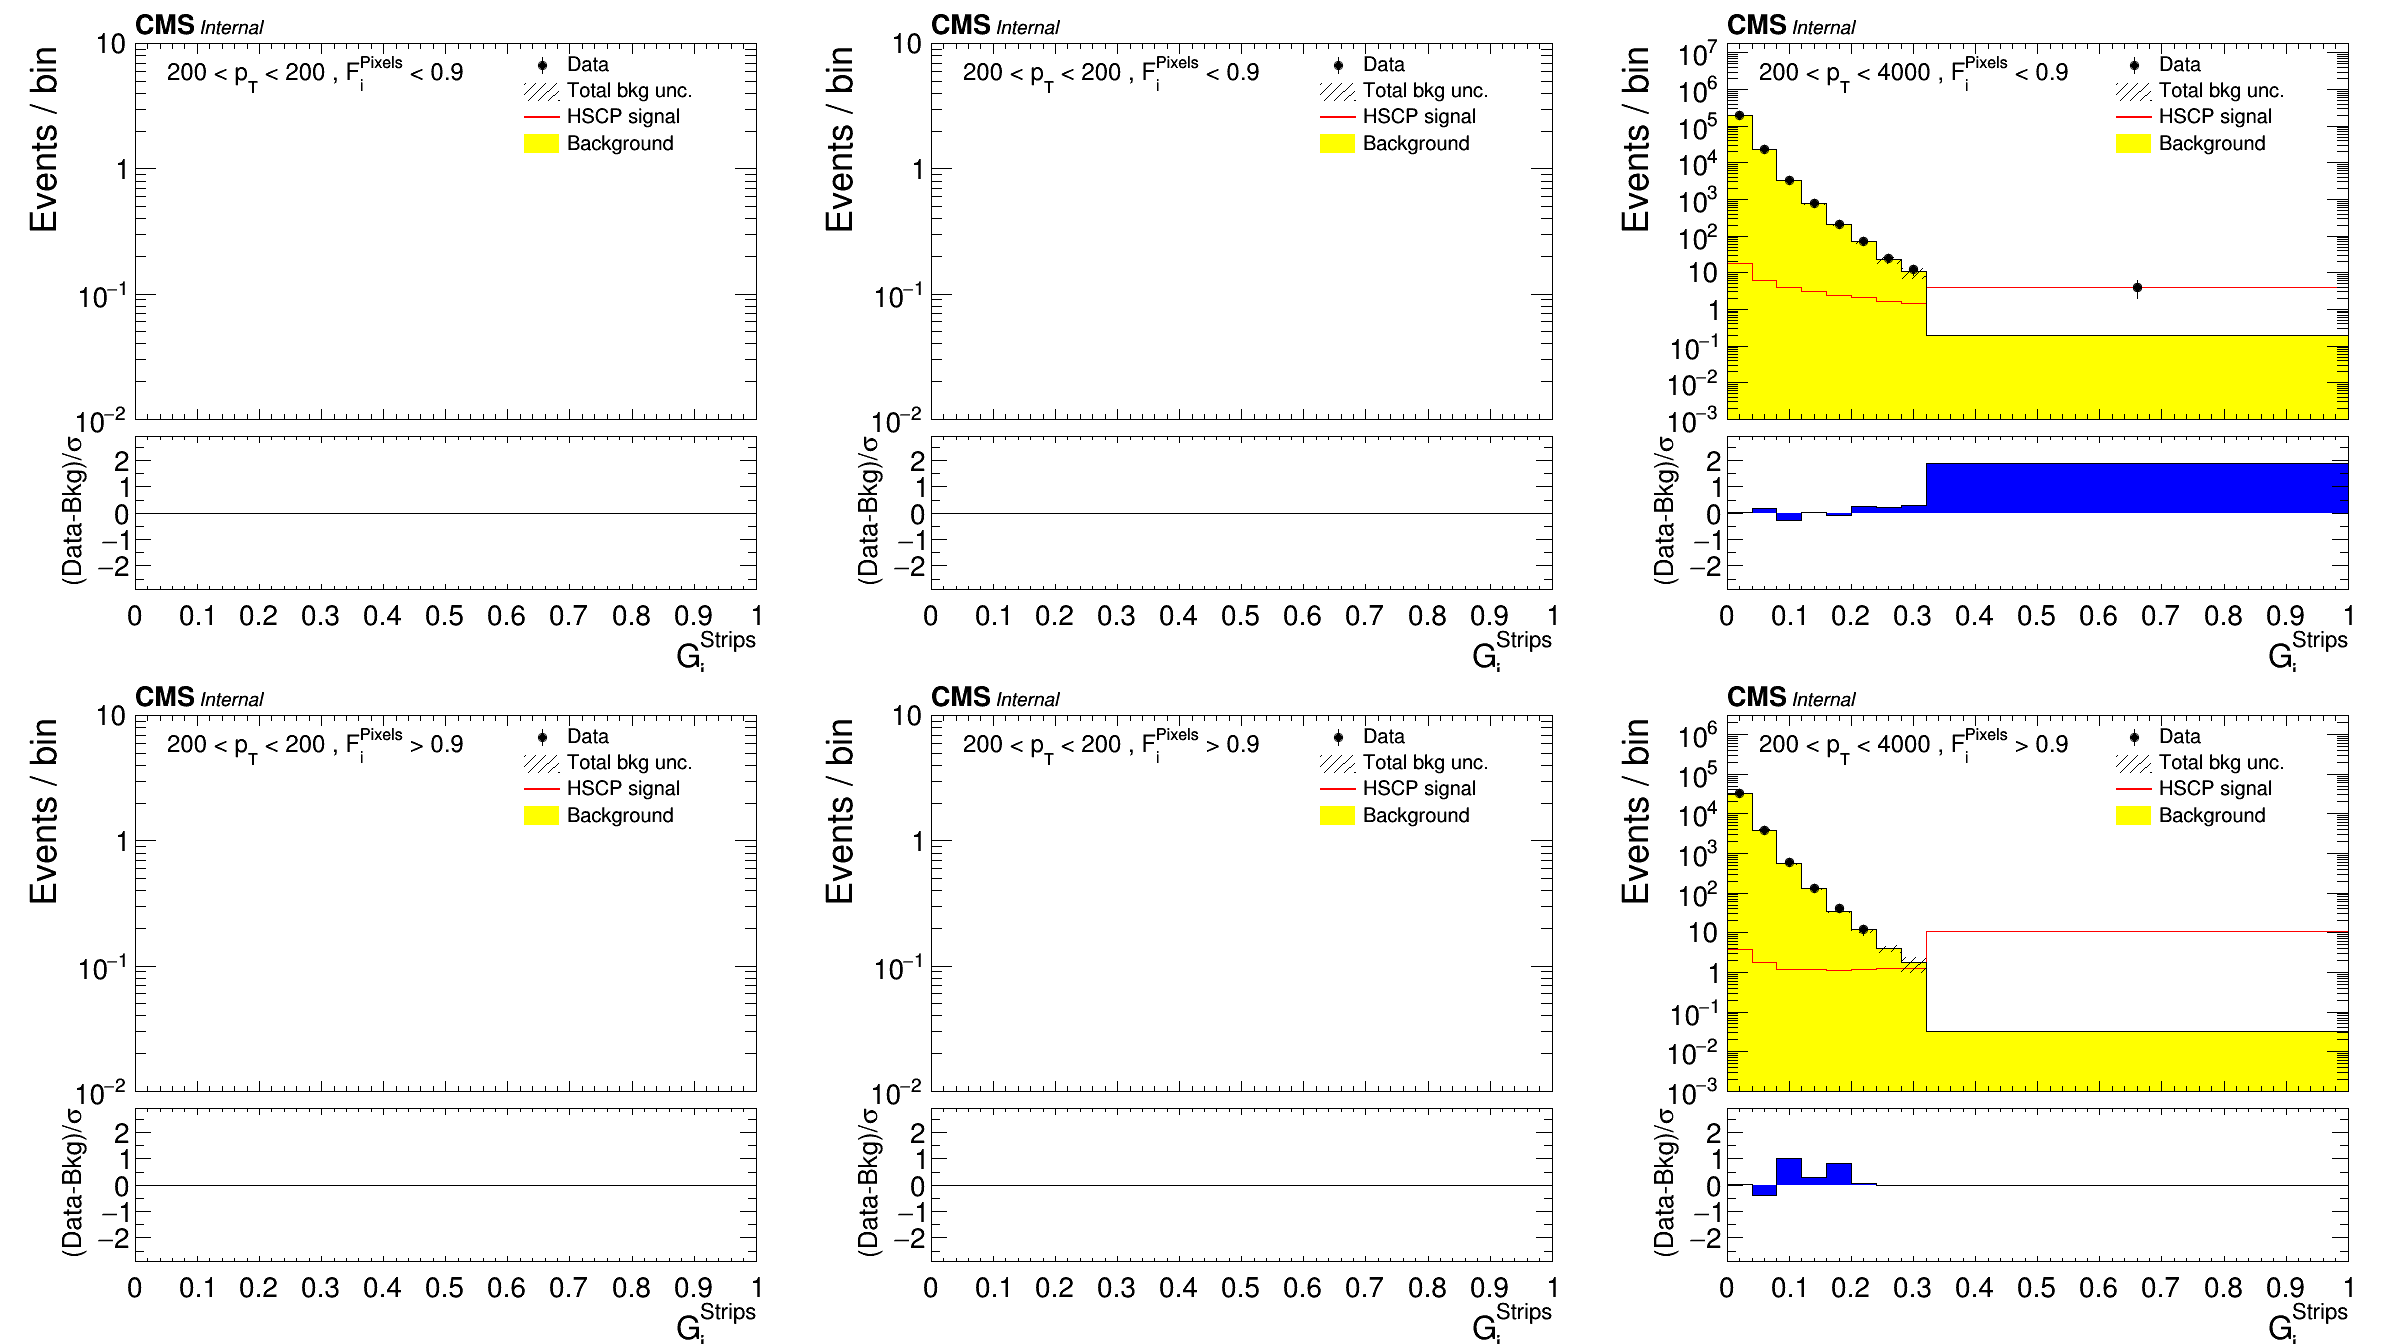 CMS Internal
Events / bin
200 < p_T < 200 , F_i^Pixels < 0.9
Data
Total bkg unc.
HSCP signal
Background
10
1
10^−1
10^−2
(Data-Bkg)/σ
2
1
0
−1
−2
0 0.1 0.2 0.3 0.4 0.5 0.6 0.7 0.8 0.9 1
G_i^Strips
CMS Internal
Events / bin
200 < p_T < 200 , F_i^Pixels < 0.9
Data
Total bkg unc.
HSCP signal
Background
10
1
10^−1
10^−2
(Data-Bkg)/σ
2
1
0
−1
−2
0 0.1 0.2 0.3 0.4 0.5 0.6 0.7 0.8 0.9 1
G_i^Strips
CMS Internal
Events / bin
200 < p_T < 4000 , F_i^Pixels < 0.9
Data
Total bkg unc.
HSCP signal
Background
10^7
10^6
10^5
10^4
10^3
10^2
10
1
10^−1
10^−2
10^−3
(Data-Bkg)/σ
2
1
0
−1
−2
0 0.1 0.2 0.3 0.4 0.5 0.6 0.7 0.8 0.9 1
G_i^Strips
CMS Internal
Events / bin
200 < p_T < 200 , F_i^Pixels > 0.9
Data
Total bkg unc.
HSCP signal
Background
10
1
10^−1
10^−2
(Data-Bkg)/σ
2
1
0
−1
−2
0 0.1 0.2 0.3 0.4 0.5 0.6 0.7 0.8 0.9 1
G_i^Strips
CMS Internal
Events / bin
200 < p_T < 200 , F_i^Pixels > 0.9
Data
Total bkg unc.
HSCP signal
Background
10
1
10^−1
10^−2
(Data-Bkg)/σ
2
1
0
−1
−2
0 0.1 0.2 0.3 0.4 0.5 0.6 0.7 0.8 0.9 1
G_i^Strips
CMS Internal
Events / bin
200 < p_T < 4000 , F_i^Pixels > 0.9
Data
Total bkg unc.
HSCP signal
Background
10^6
10^5
10^4
10^3
10^2
10
1
10^−1
10^−2
10^−3
(Data-Bkg)/σ
2
1
0
−1
−2
0 0.1 0.2 0.3 0.4 0.5 0.6 0.7 0.8 0.9 1
G_i^Strips